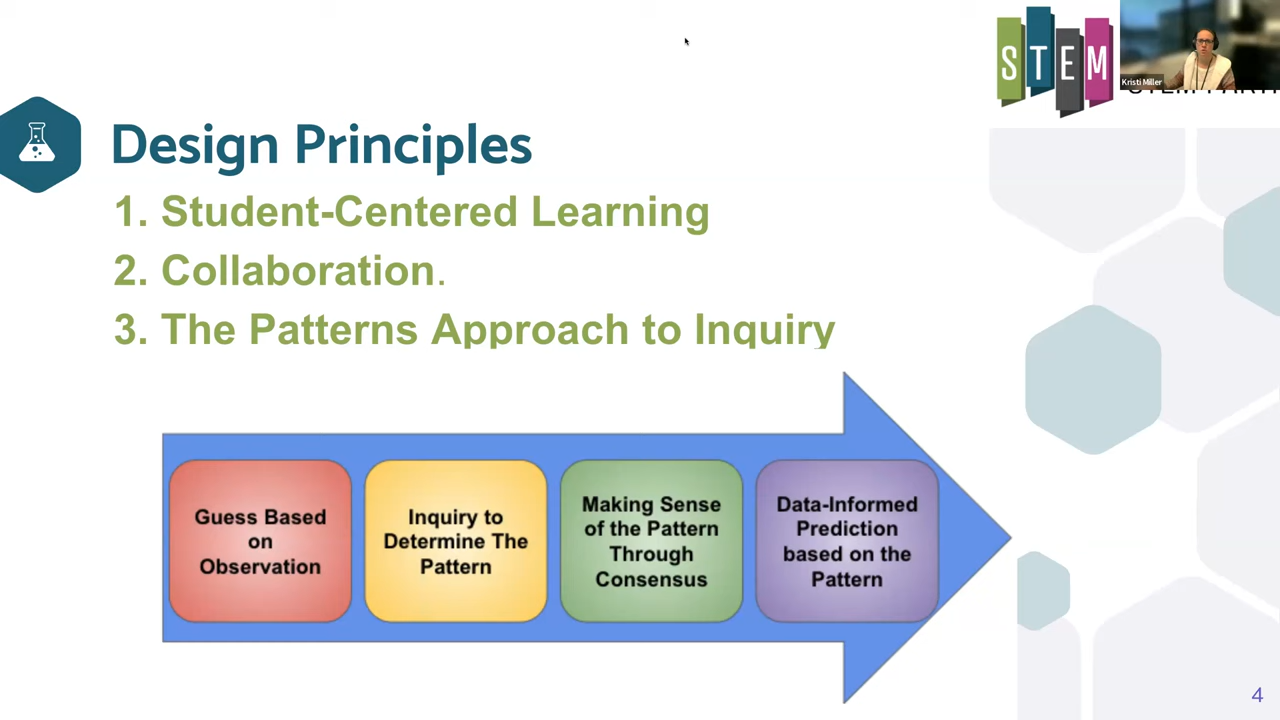 STEM
Kristi Miller
Design Principles
1. Student-Centered Learning
2. Collaboration.
3. The Patterns Approach to Inquiry
Guess Based
on
Observation
Inquiry to
Determine The
Pattern
Making Sense
of the Pattern
Through
Consensus
Data-Informed
Prediction
based on the
Pattern
4